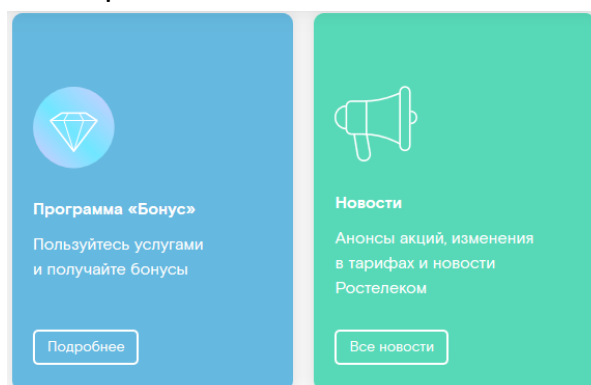 Программа «Бонус»
Пользуйтесь услугами
и получайте бонусы
Подробнее
Новости
Анонсы акций, изменения
в тарифах и новости
Ростелеком
Все новости